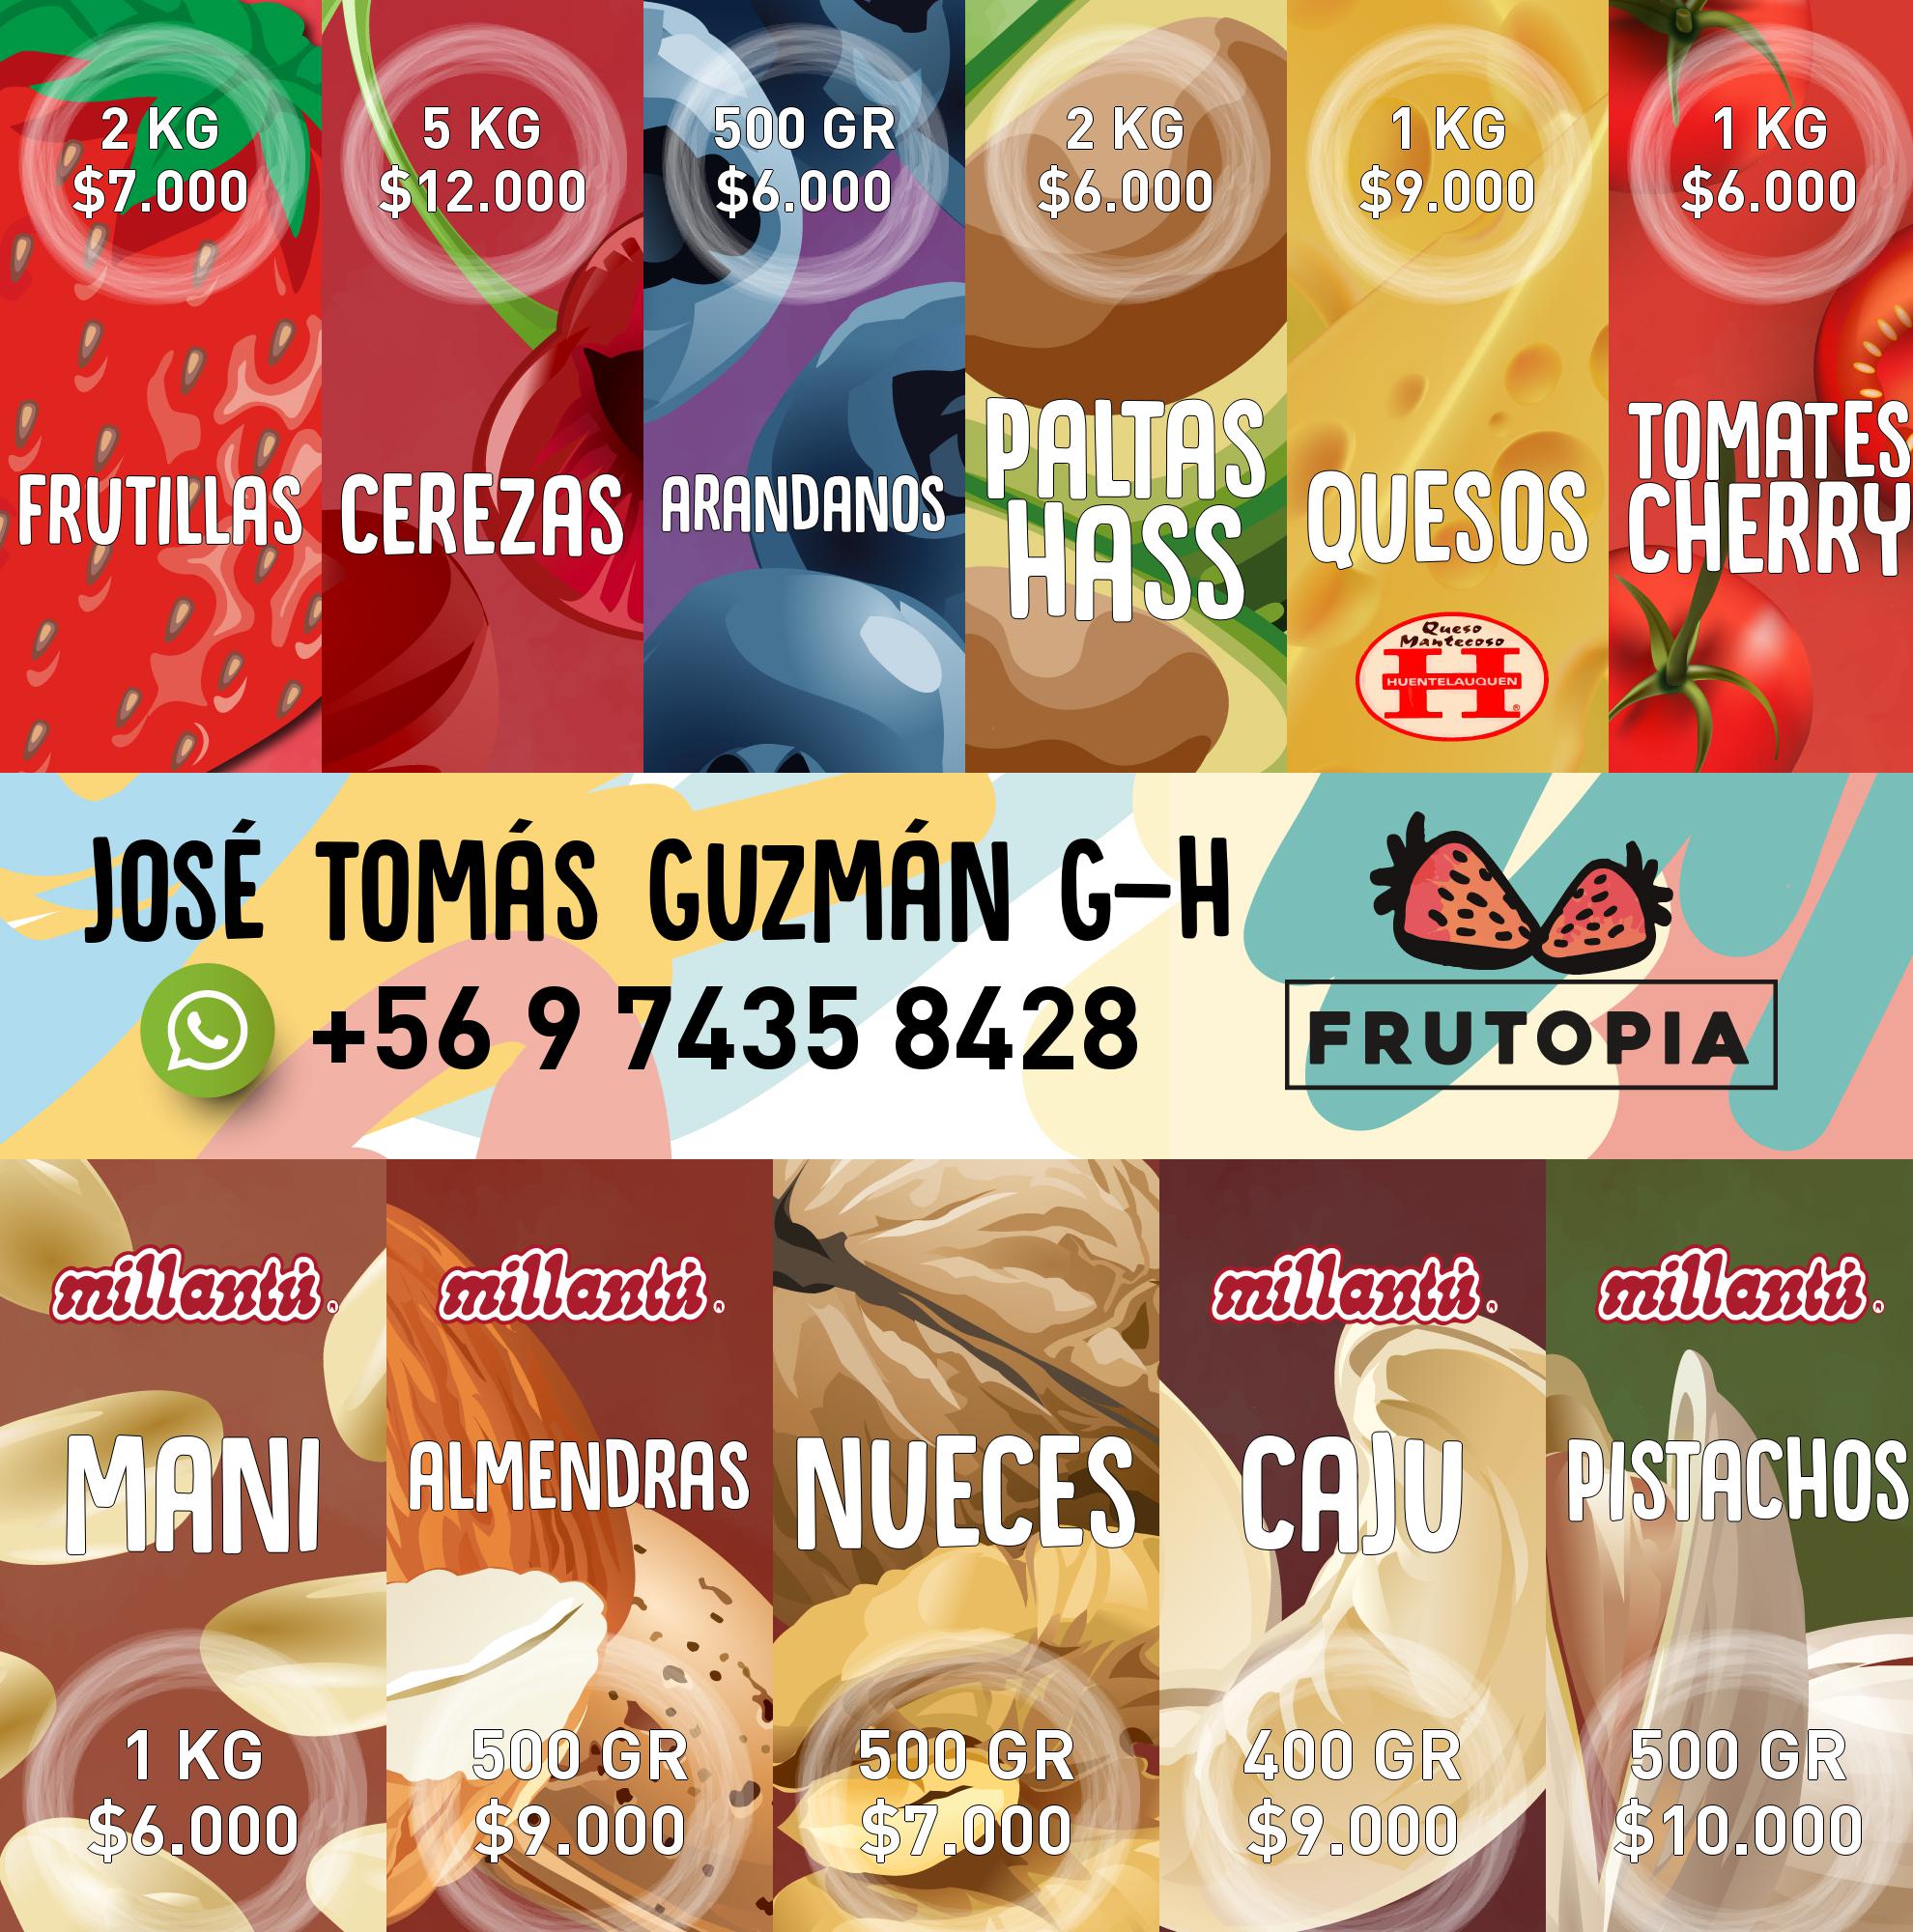 2 KG
$7.000
FRUTILLAS
5 KG
$12.000
CEREZAS
500 GR
$6.000
ARANDANOS
2 KG
$6.000
PALTAS
HASS
1 KG
$9.000
QUESOS
Queso
Mantecoso
H
HUENTELAUQUEN
®
1 KG
$6.000
TOMATES
CHERRY
JOSÉ TOMÁS GUZMÁN G-H
+56 9 7435 8428
FRUTOPIA
millantú®
MANI
1 KG
$6.000
millantú®
ALMENDRAS
500 GR
$9.000
NUECES
500 GR
$7.000
millantú®
CAJU
400 GR
$9.000
millantú®
PISTACHOS
500 GR
$10.000